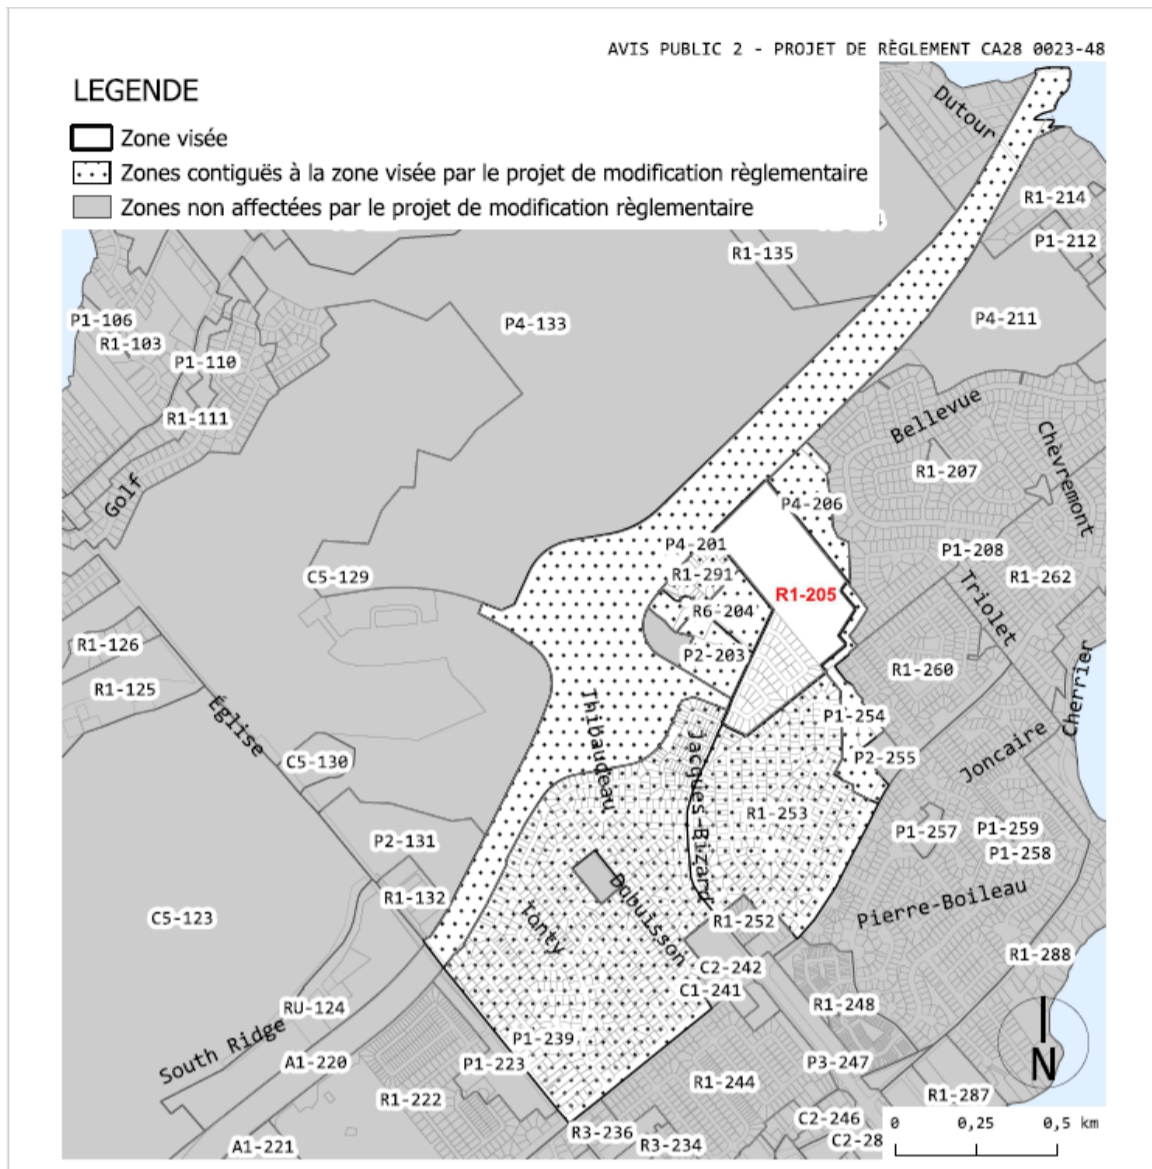 AVIS PUBLIC 2 - PROJET DE RÈGLEMENT CA28 0023-48
LEGENDE
Zone visée
Zones contiguës à la zone visée par le projet de modification règlementaire
Zones non affectées par le projet de modification règlementaire
Dutour
R1-214
P1-212
R1-135
P4-211
P1-106
R1-103
P4-133
P1-110
R1-111
Bellevue
Chèvremont
R1-207
Golf
P4-206
P4-201
P1-208
R1-291
C5-129
R1-262
R1-205
R6-204
Triolet
R1-126
P2-203
R1-260
R1-125
Cherrier
Église
Thibaudeau
P1-254
Jacques-Bizard
P2-255
Joncaire
C5-130
R1-253
P1-257
P1-259
P2-131
P1-258
R1-132
Dubuisson
Pierre-Boileau
C5-123
Tonty
R1-252
R1-288
C2-242
C1-241
RU-124
R1-248
South Ridge
P1-239
A1-220
P1-223
P3-247
N
R1-244
R1-222
R1-287
C2-246
R3-236
C2-28
A1-221
R3-234
0 0,25 0,5 km